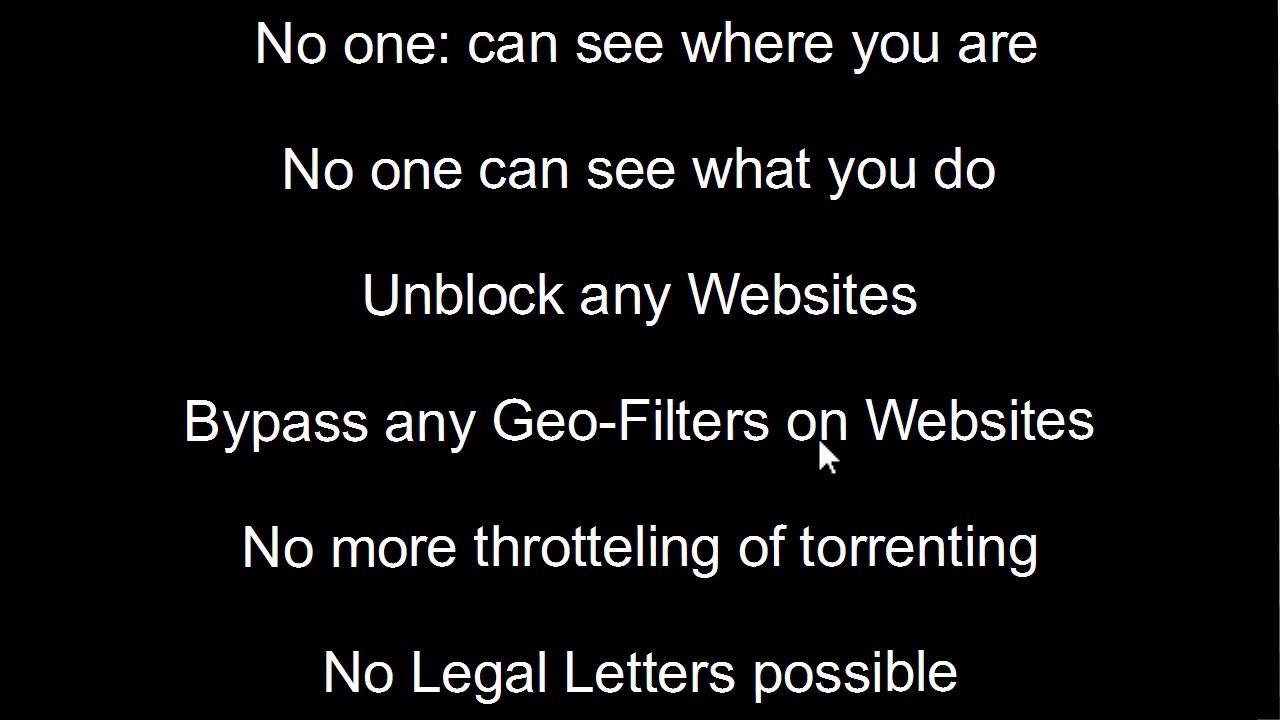 No one: can see where you are
No one can see what you do
Unblock any Websites
Bypass any Geo-Filters on Websites
No more throtteling of torrenting
No Legal Letters possible